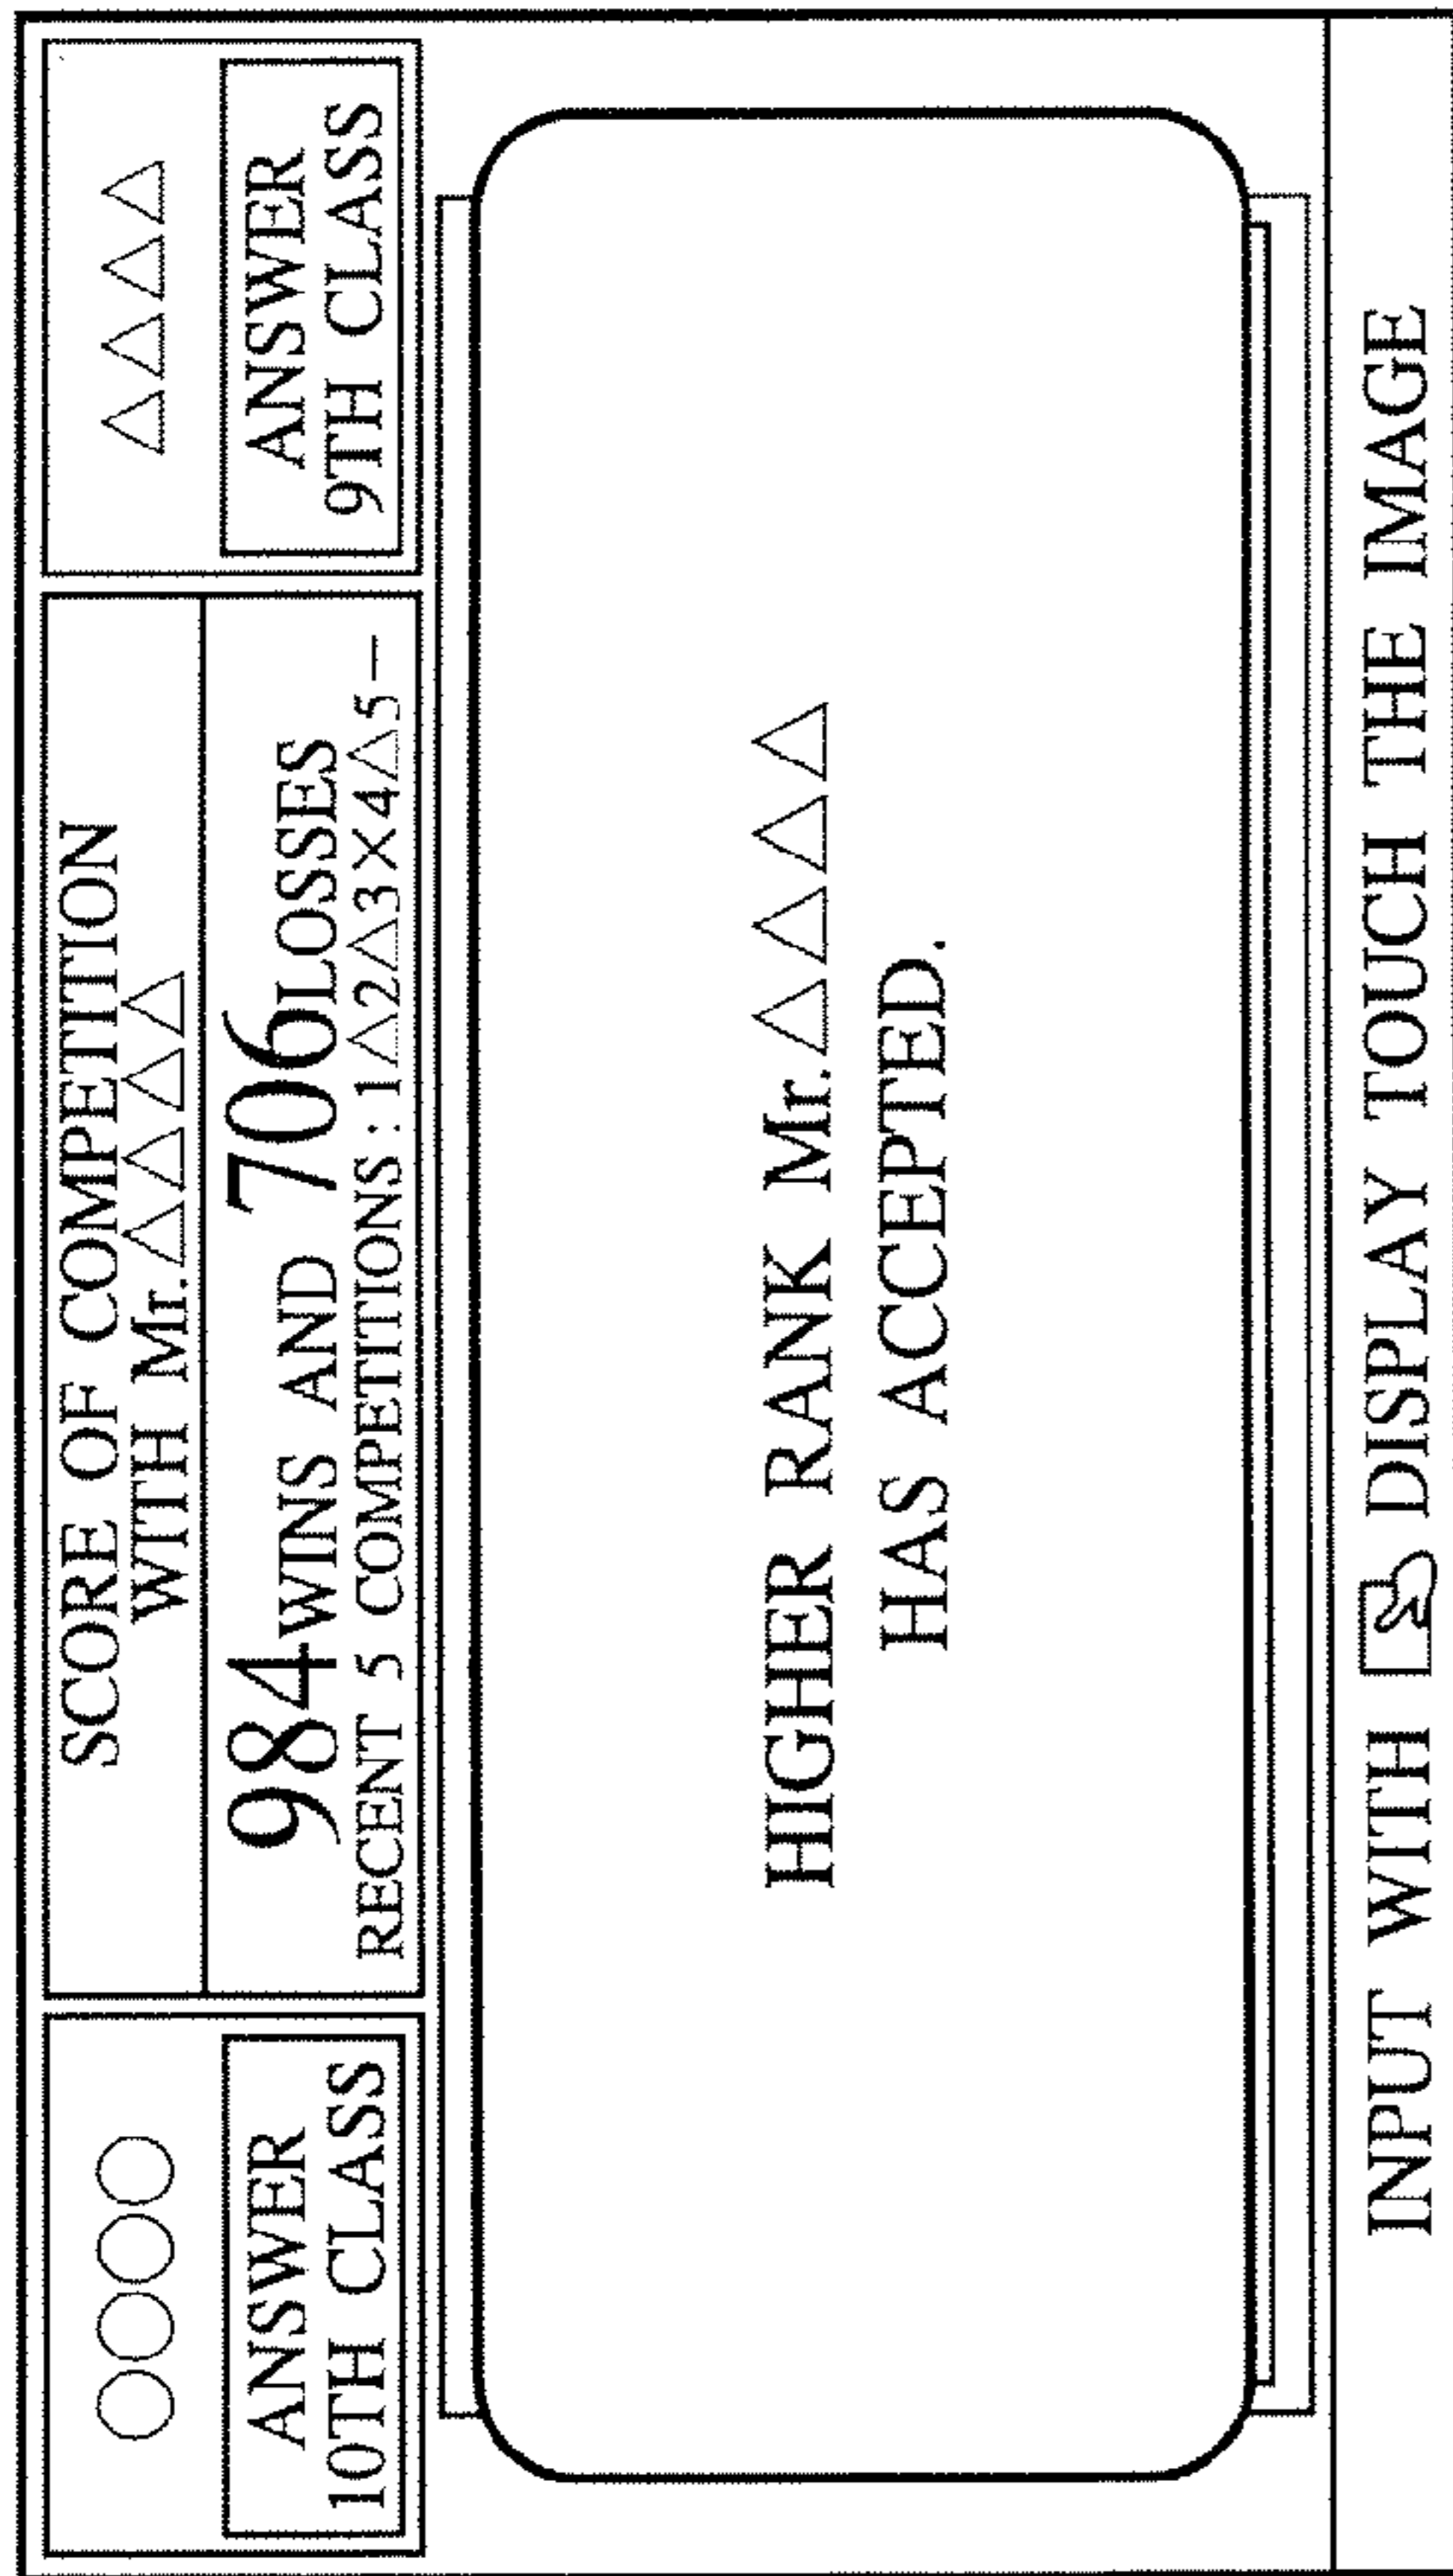 ○○○○
ANSWER
10TH CLASS
SCORE OF COMPETITION
WITH Mr.△△△△
984WINS AND 706LOSSES
RECENT 5 COMPETITIONS:1△2△3×4△5−
△△△△
ANSWER
9TH CLASS
HIGHER RANK Mr.△△△△
HAS ACCEPTED.
INPUT WITH DISPLAY TOUCH THE IMAGE